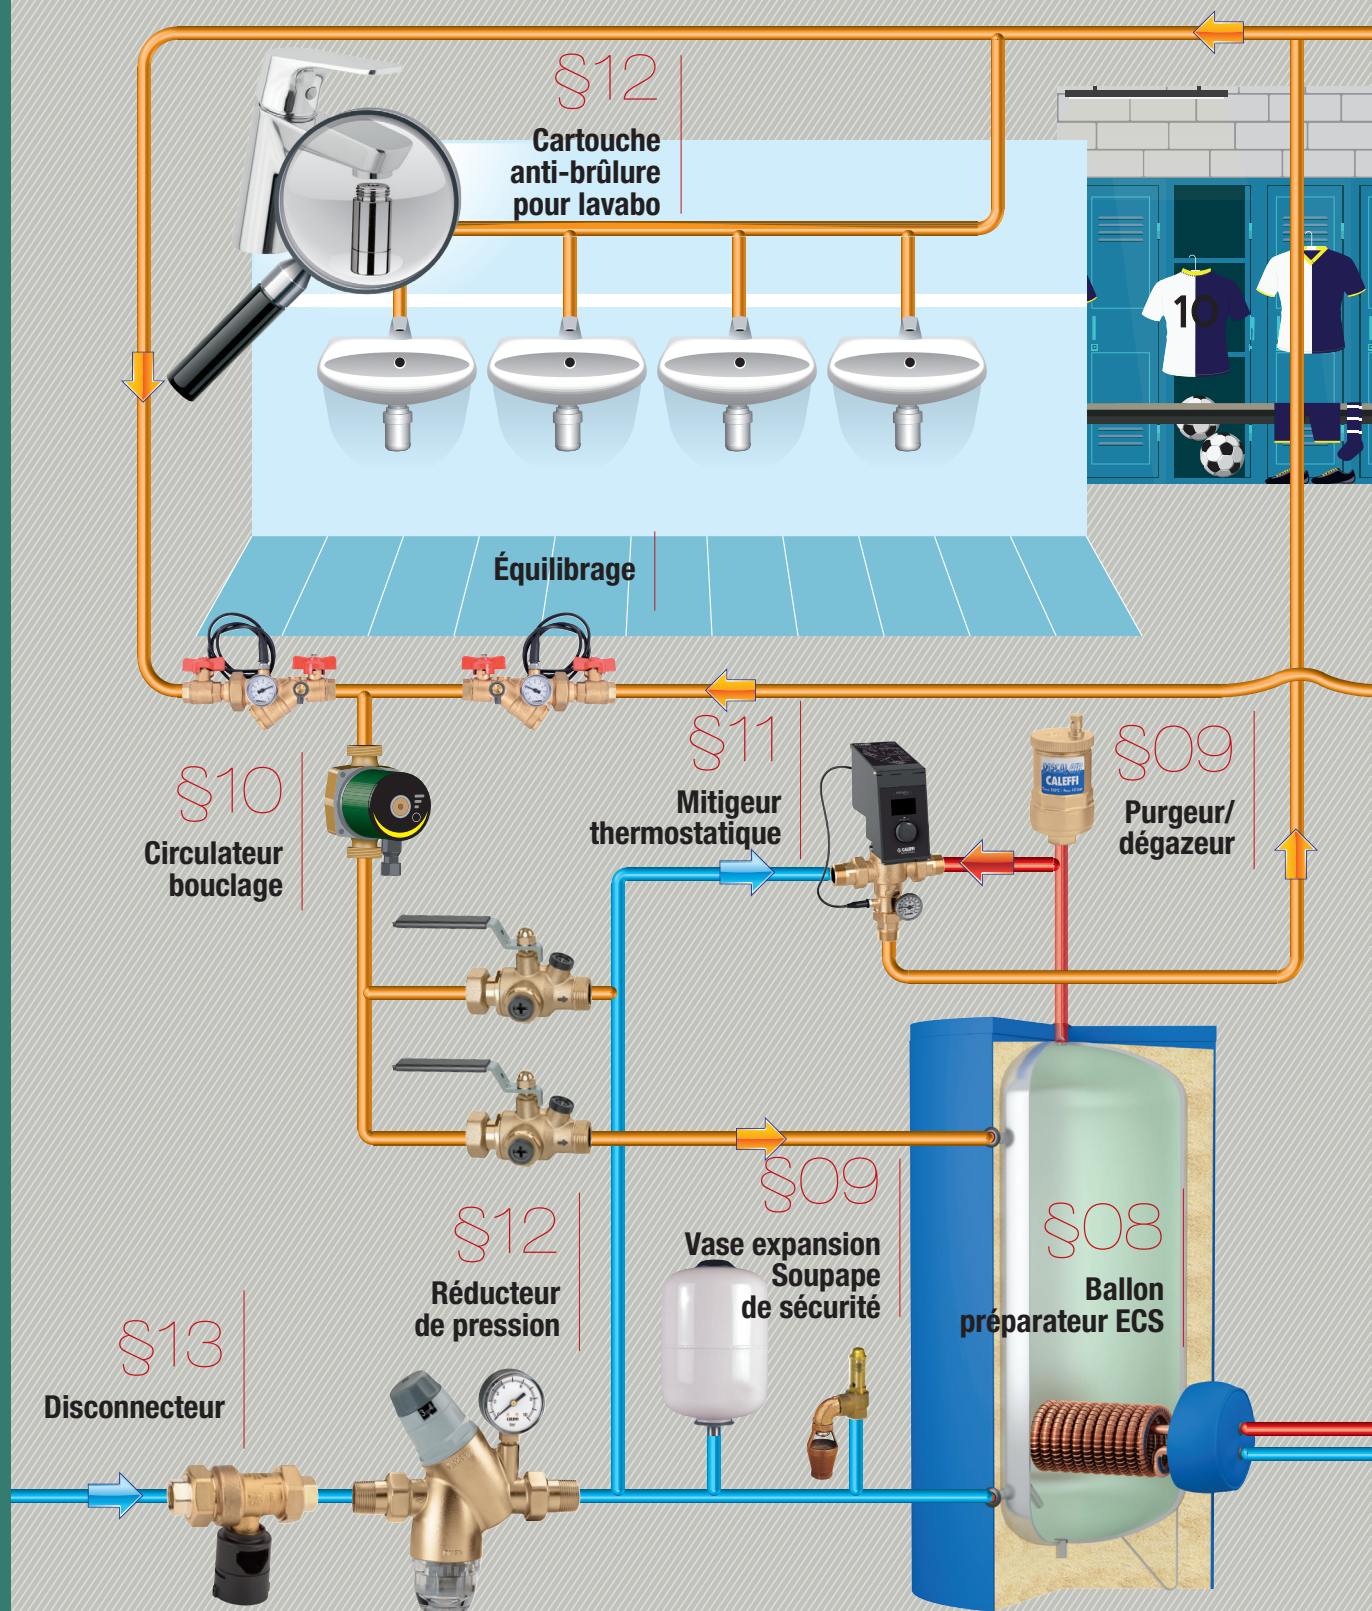 §12
Cartouche
anti-brûlure
pour lavabo
10
Équilibrage
§11
Mitigeur
thermostatique
§09
Purgeur/
dégazeur
CALEFFI
§10
Circulateur
bouclage
§09
Vase expansion
Soupape
de sécurité
§08
Ballon
préparateur ECS
§12
Réducteur
de pression
§13
Disconnecteur